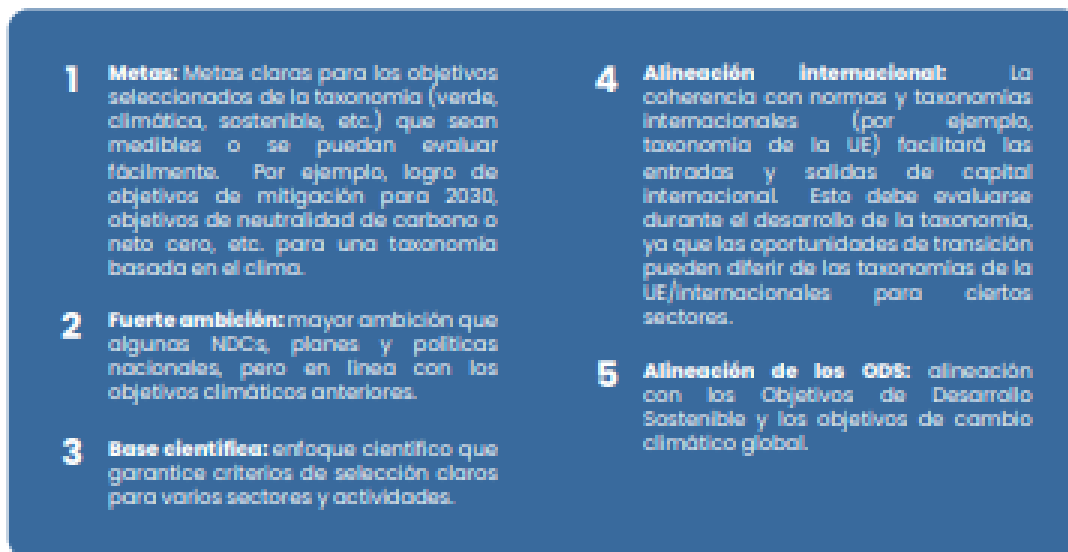 1 Metas: Metas claras para los objetivos
seleccionados de la taxonomía (verde,
climática, sostenible, etc.) que sean
medibles o se puedan evaluar
fácilmente. Por ejemplo, logro de
objetivos de mitigación para 2030,
objetivos de neutralidad de carbono o
neto cero, etc. para una taxonomía
basada en el clima.
2 Fuerte ambición: mayor ambición que
algunas NDCs, planes y políticas
nacionales, pero en línea con los
objetivos climáticos anteriores.
3 Base científica: enfoque científico que
garantice criterios de selección claros
para varios sectores y actividades.
4 Alineación internacional: La
coherencia con normas y taxonomías
internacionales (por ejemplo,
taxonomía de la UE) facilitará las
entradas y salidas de capital
internacional. Esto debe evaluarse
durante el desarrollo de la taxonomía,
ya que las oportunidades de transición
pueden diferir de las taxonomías de la
UE/internacionales para ciertos
sectores.
5 Alineación de los ODS: alineación
con los Objetivos de Desarrollo
Sostenible y los objetivos de cambio
climático global.